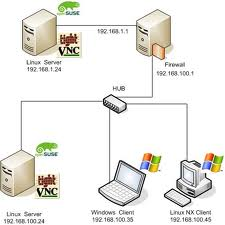 SUSE
tight
VNC
Linux Server
192.168.1.24
192.168.1.1
Firewall
192.168.100.1
HUB
SUSE
tight
VNC
Linux Server
192.168.100.24
Windows Client
192.168.100.35
Linux NX Client
192.168.100.45